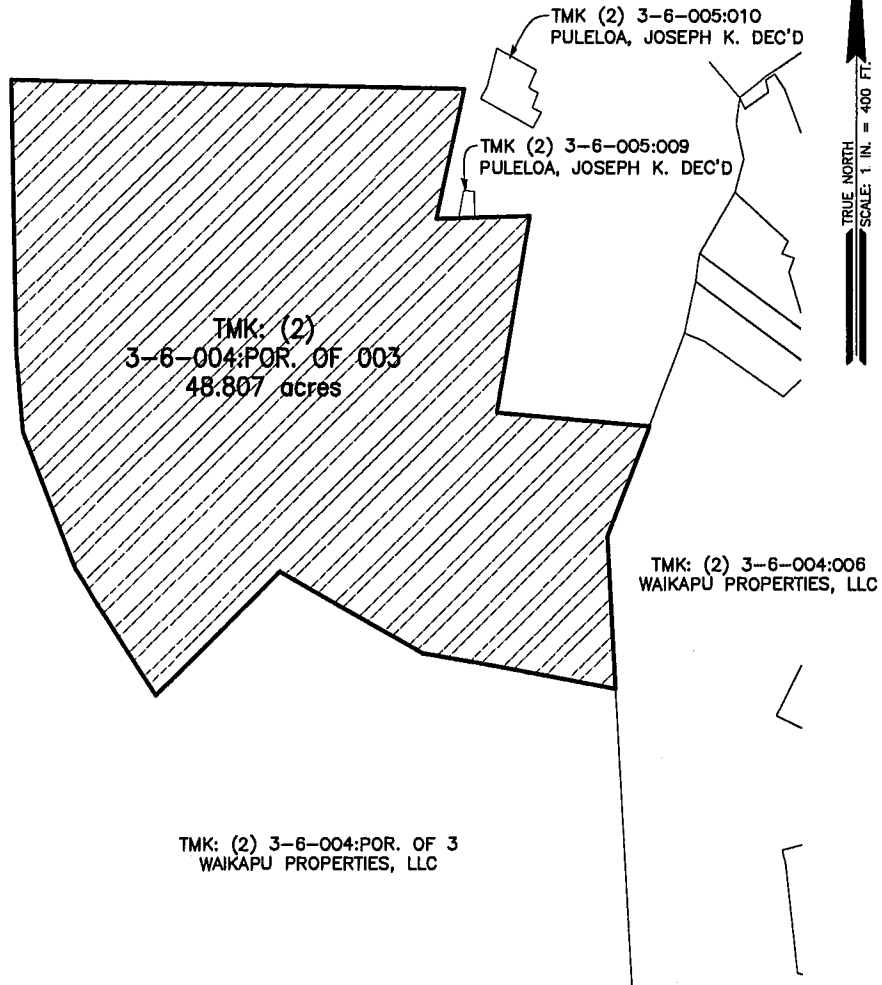 TMK (2) 3-6-005:010
PULELOA, JOSEPH K. DEC'D
TMK (2) 3-6-005:009
PULELOA, JOSEPH K. DEC'D
TRUE NORTH
SCALE: 1 IN. = 400 FT.
TMK: (2)
3-6-004:POR. OF 003
48.807 acres
TMK: (2) 3-6-004:006
WAIKAPU PROPERTIES, LLC
TMK: (2) 3-6-004:POR. OF 3
WAIKAPU PROPERTIES, LLC